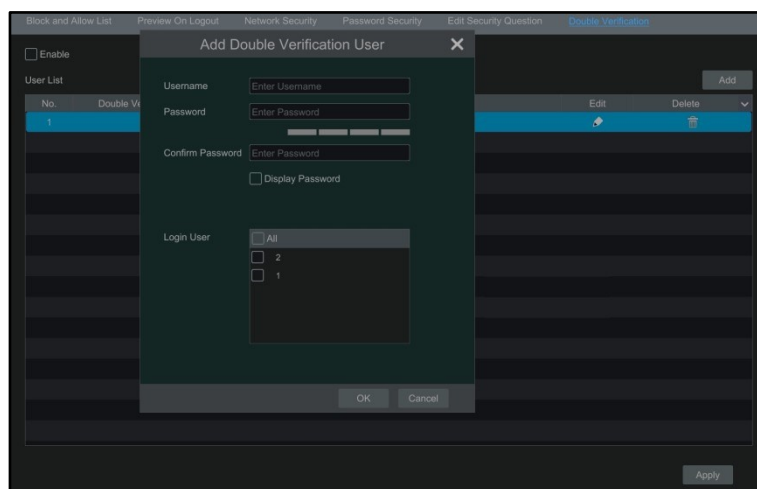 Block and Allow List Preview On Logout Network Security Password Security Edit Security Question Double Verification
Add Double Verification User
Enable
User List
Add
Username Enter Username
No. Double Ve Edit Delete
Password Enter Password
1
Confirm Password Enter Password
Display Password
Login User All
2
1
OK Cancel
Apply